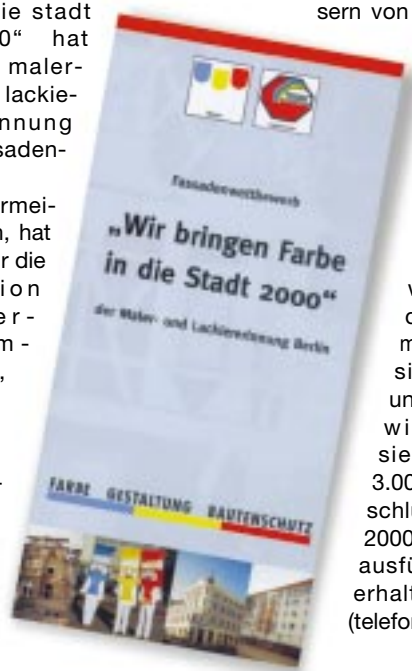 ie stadt
0“ hat
maler-
lackie-
nnung
saden-
rmei-
n, hat
r die
ion
er-
m-
,
-
sern von
Fassadenwettbewerb
„Wir bringen Farbe
in die Stadt 2000“
der Maler- und Lackiererinnung Berlin
FARBE GESTALTUNG BAUTENSCHUTZ
v
d
m
si
un
wi
sie
3.00
schlu
2000
ausfü
erhalt
(telefor